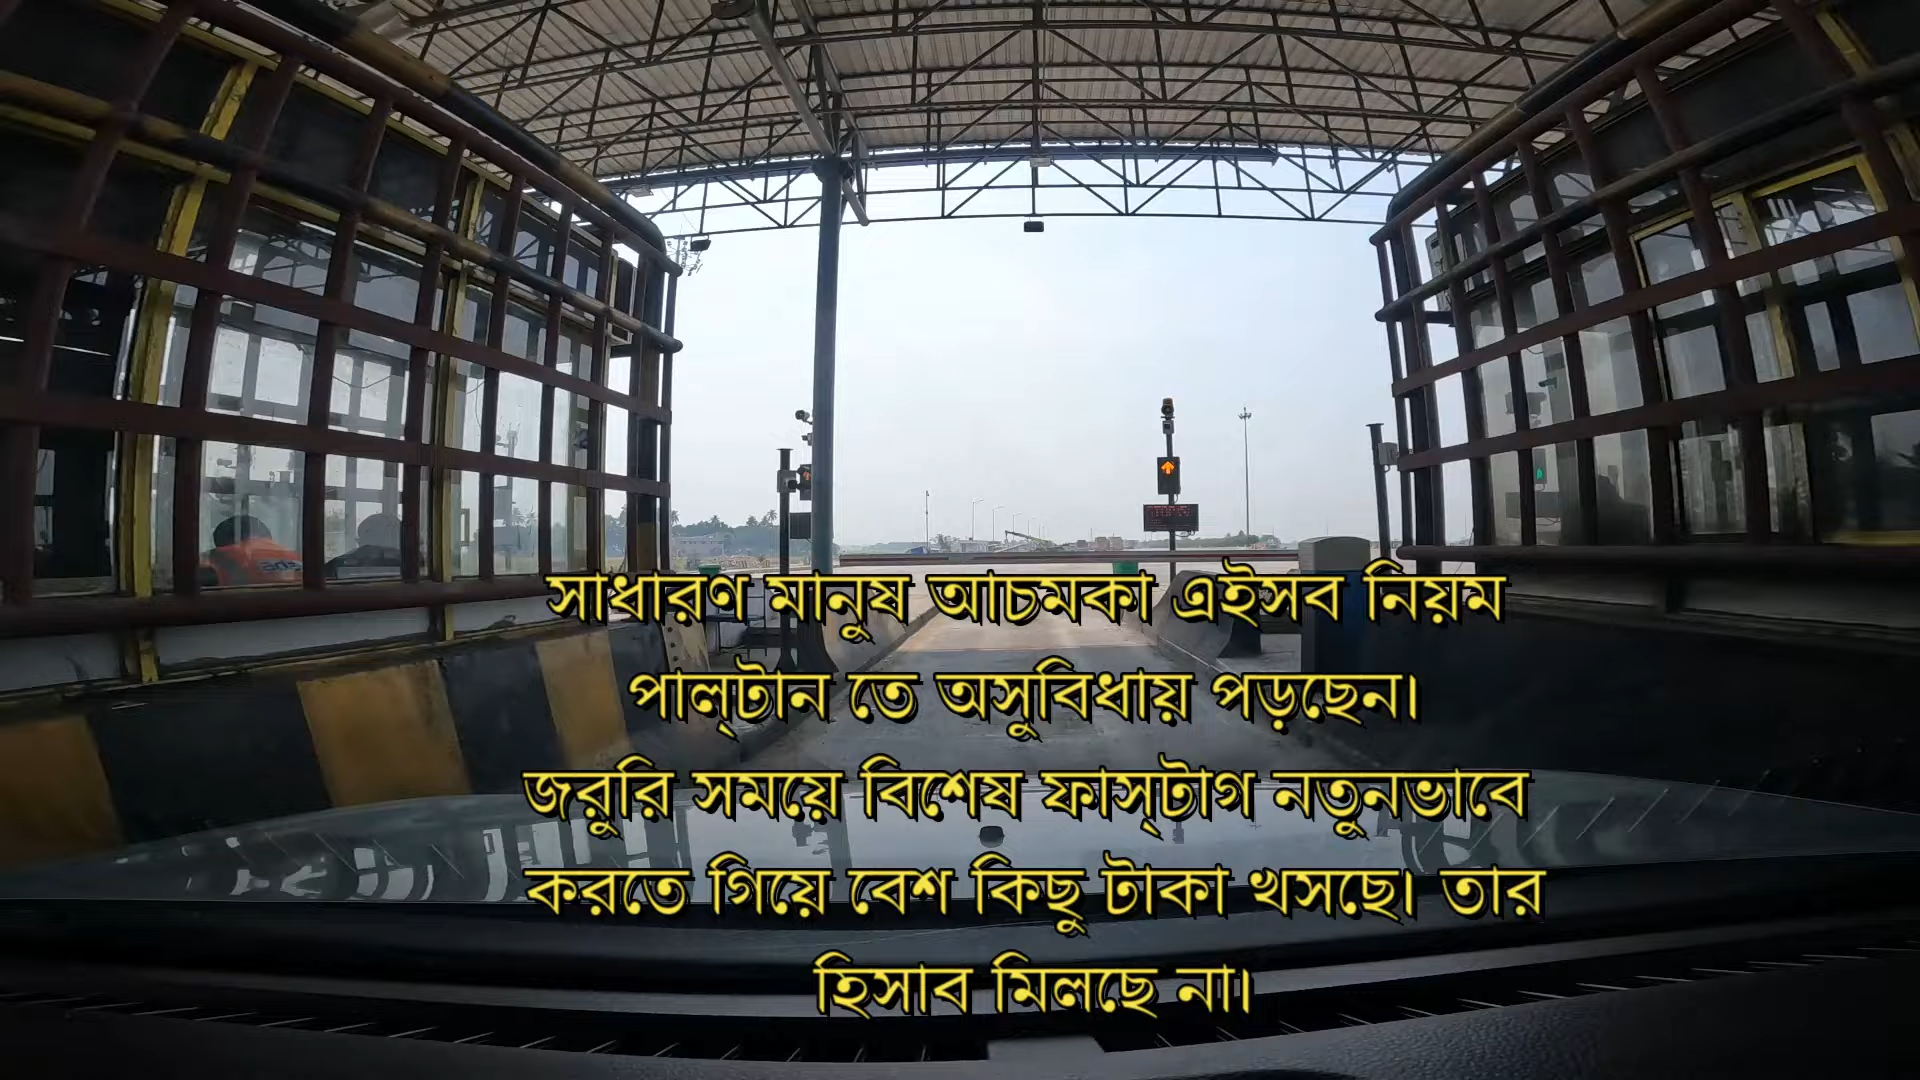 সাধারণ মানুষ আচমকা এইসব নিয়ম
পাল্‌টান তে অসুবিধায় পড়ছেন।
জরুরি সময়ে বিশেষ ফাস্‌টাগ নতুনভাবে
করতে গিয়ে বেশ কিছু টাকা খসছে। তার
হিসাব মিলছে না।